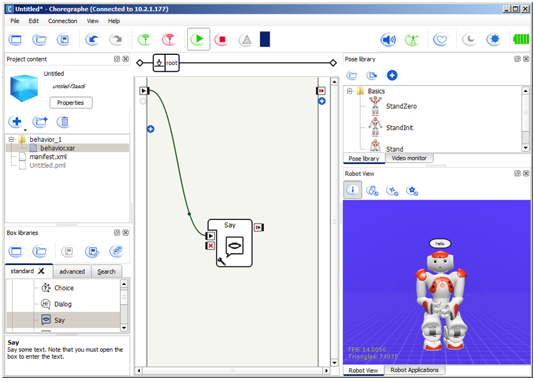 Untitled* - Choregraphe (Connected to 10.2.1.177)
File Edit Connection View Help
Project content
Untitled
Properties
behavior_1
behavior.xar
manifest.xml
Untitled.pml
Box libraries
standard advanced Search
Choice
Dialog
Say
Say
Say some text. Note that you must open the
box to enter the text.
root
Say
Pose library
Basics
StandZero
StandInit
Stand
Pose library Video monitor
Robot View
Hello
FPS: 14.0056
Triangles: 74935
Robot View Robot Applications